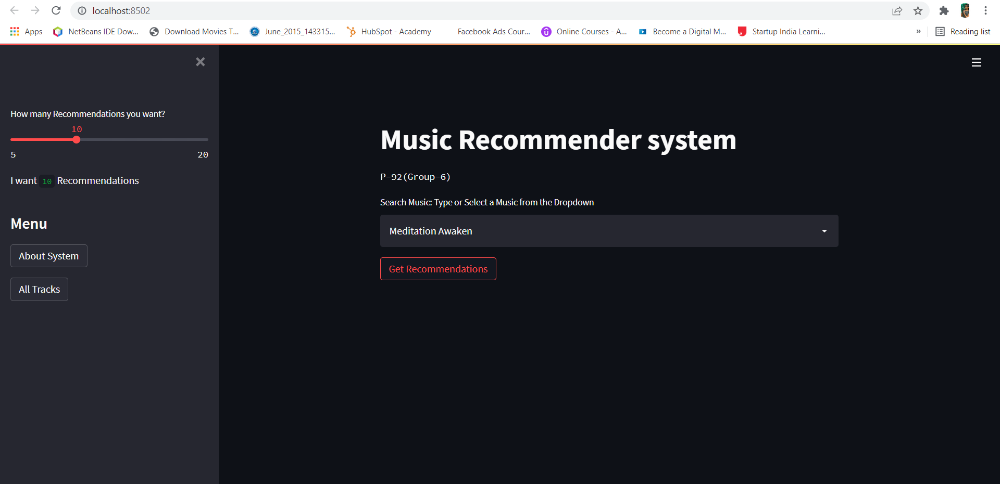 localhost:8502
Apps NetBeans IDE Dow... Download Movies T... June_2015_143315... HubSpot - Academy Facebook Ads Cour... Online Courses - A... Become a Digital M... Startup India Learni... » Reading list
How many Recommendations you want?
10
5 20
I want 10 Recommendations
Menu
About System
All Tracks
Music Recommender system
P-92(Group-6)
Search Music: Type or Select a Music from the Dropdown
Meditation Awaken
Get Recommendations